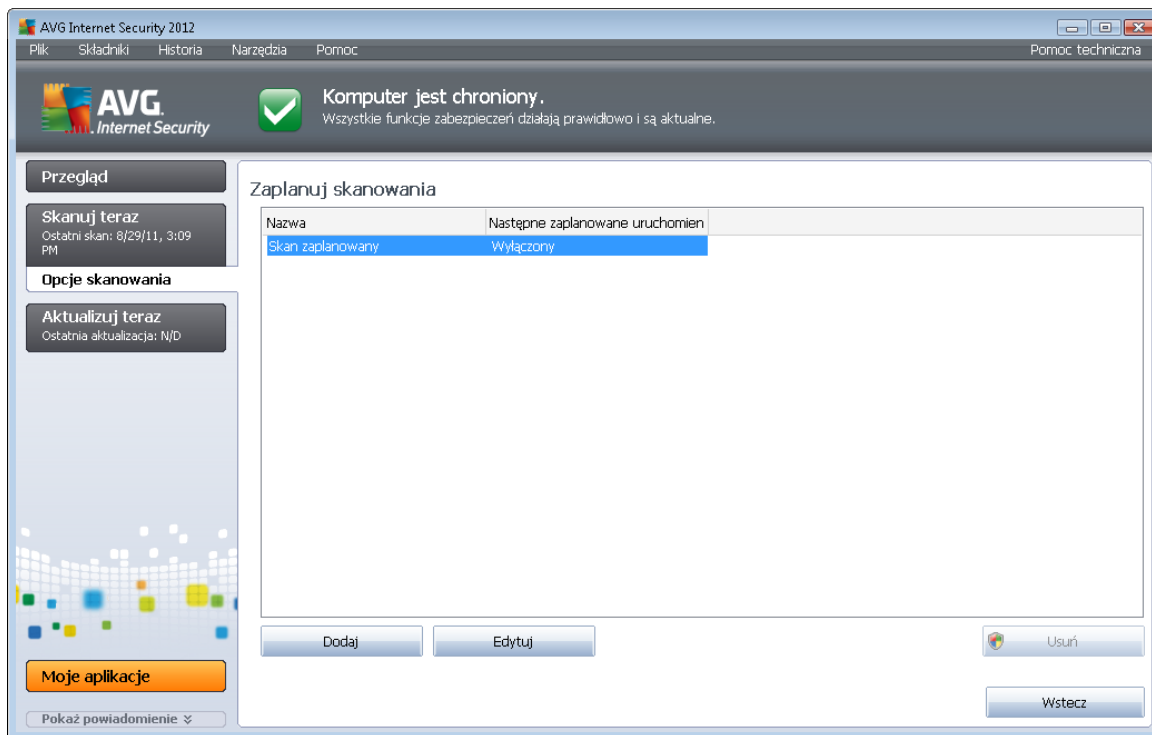 AVG Internet Security 2012
Plik Składniki Historia Narzędzia Pomoc Pomoc techniczna
AVG.
Internet Security
Komputer jest chroniony.
Wszystkie funkcje zabezpieczeń działają prawidłowo i są aktualne.
Przegląd
Skanuj teraz
Ostatni skan: 8/29/11, 3:09
PM
Opcje skanowania
Aktualizuj teraz
Ostatnia aktualizacja: N/D
Moje aplikacje
Pokaż powiadomienie
Zaplanuj skanowania
Nazwa Następne zaplanowane uruchomien
Skan zaplanowany Wyłączony
Dodaj Edytuj Usuń
Wstecz